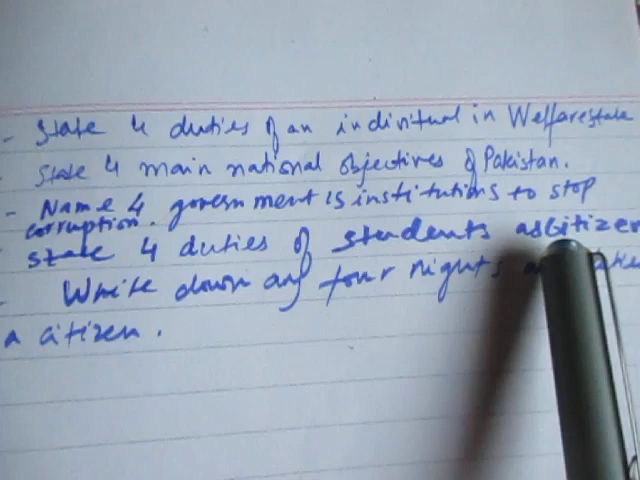 - State 4 duties of an individual in Welfare state
- State 4 main national objectives of Pakistan.
- Name 4 government's institutions to stop
corruption.
- State 4 duties of students as citizen
- Write down any four rights
a citizen.